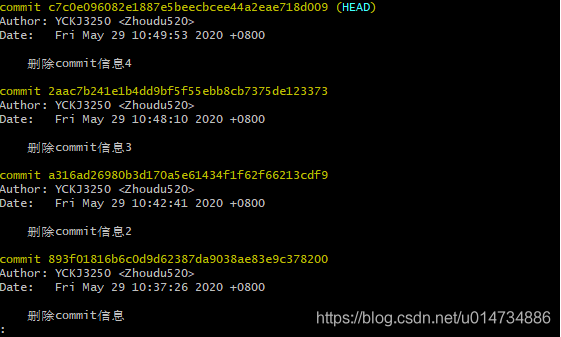 commit c7c0e096082e1887e5beecbcee44a2eae718d009 (HEAD)
Author: YCKJ3250 <Zhoudu520>
Date:   Fri May 29 10:49:53 2020 +0800
删除commit信息4
commit 2aac7b241e1b4dd9bf5f55ebb8cb7375de123373
Author: YCKJ3250 <Zhoudu520>
Date:   Fri May 29 10:48:10 2020 +0800
删除commit信息3
commit a316ad26980b3d170a5e61434f1f62f66213cdf9
Author: YCKJ3250 <Zhoudu520>
Date:   Fri May 29 10:42:41 2020 +0800
删除commit信息2
commit 893f01816b6c0d9d62387da9038ae83e9c378200
Author: YCKJ3250 <Zhoudu520>
Date:   Fri May 29 10:37:26 2020 +0800
删除commit信息
https://blog.csdn.net/u014734886
: